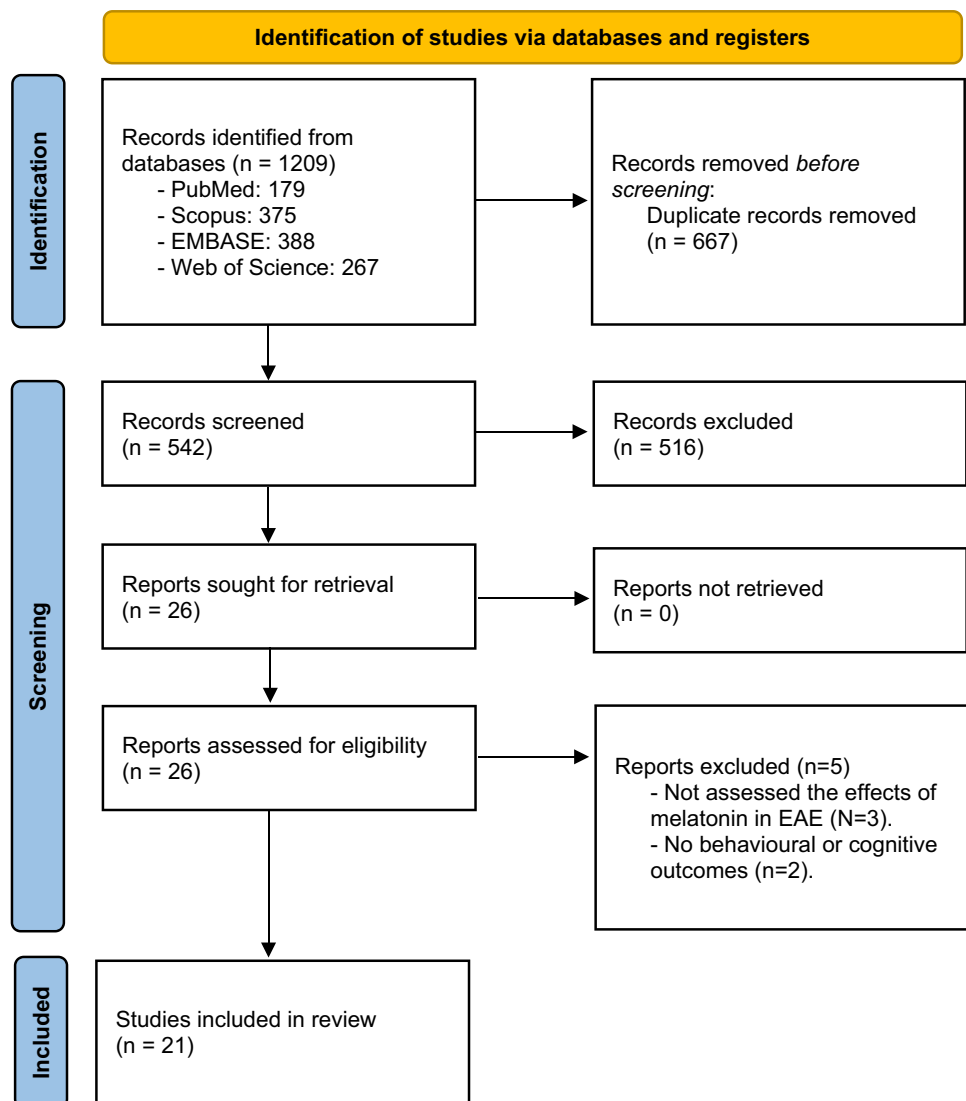 Identification of studies via databases and registers
Identification
Records identified from
databases (n = 1209)
- PubMed: 179
- Scopus: 375
- EMBASE: 388
- Web of Science: 267
Records removed before
screening:
Duplicate records removed
(n = 667)
Screening
Records screened
(n = 542)
Records excluded
(n = 516)
Reports sought for retrieval
(n = 26)
Reports not retrieved
(n = 0)
Reports assessed for eligibility
(n = 26)
Reports excluded (n=5)
- Not assessed the effects of
melatonin in EAE (N=3).
- No behavioural or cognitive
outcomes (n=2).
Included
Studies included in review
(n = 21)